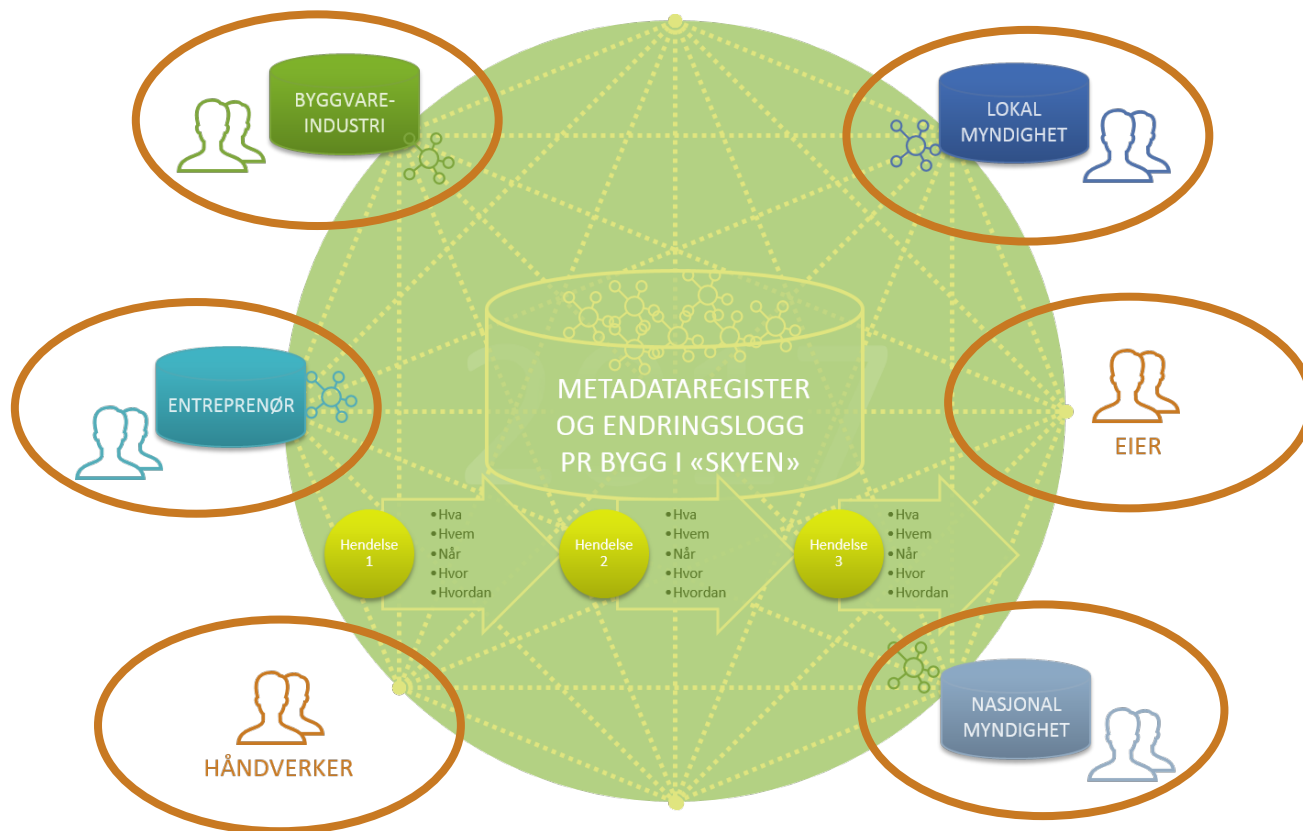 BYGGVARE-
INDUSTRI
LOKAL
MYNDIGHET
ENTREPRENØR
METADATAREGISTER
OG ENDRINGSLOGG
PR BYGG I «SKYEN»
EIER
Hendelse
1
• Hva
• Hvem
• Når
• Hvor
• Hvordan
Hendelse
2
• Hva
• Hvem
• Når
• Hvor
• Hvordan
Hendelse
3
• Hva
• Hvem
• Når
• Hvor
• Hvordan
HÅNDVERKER
NASJONAL
MYNDIGHET